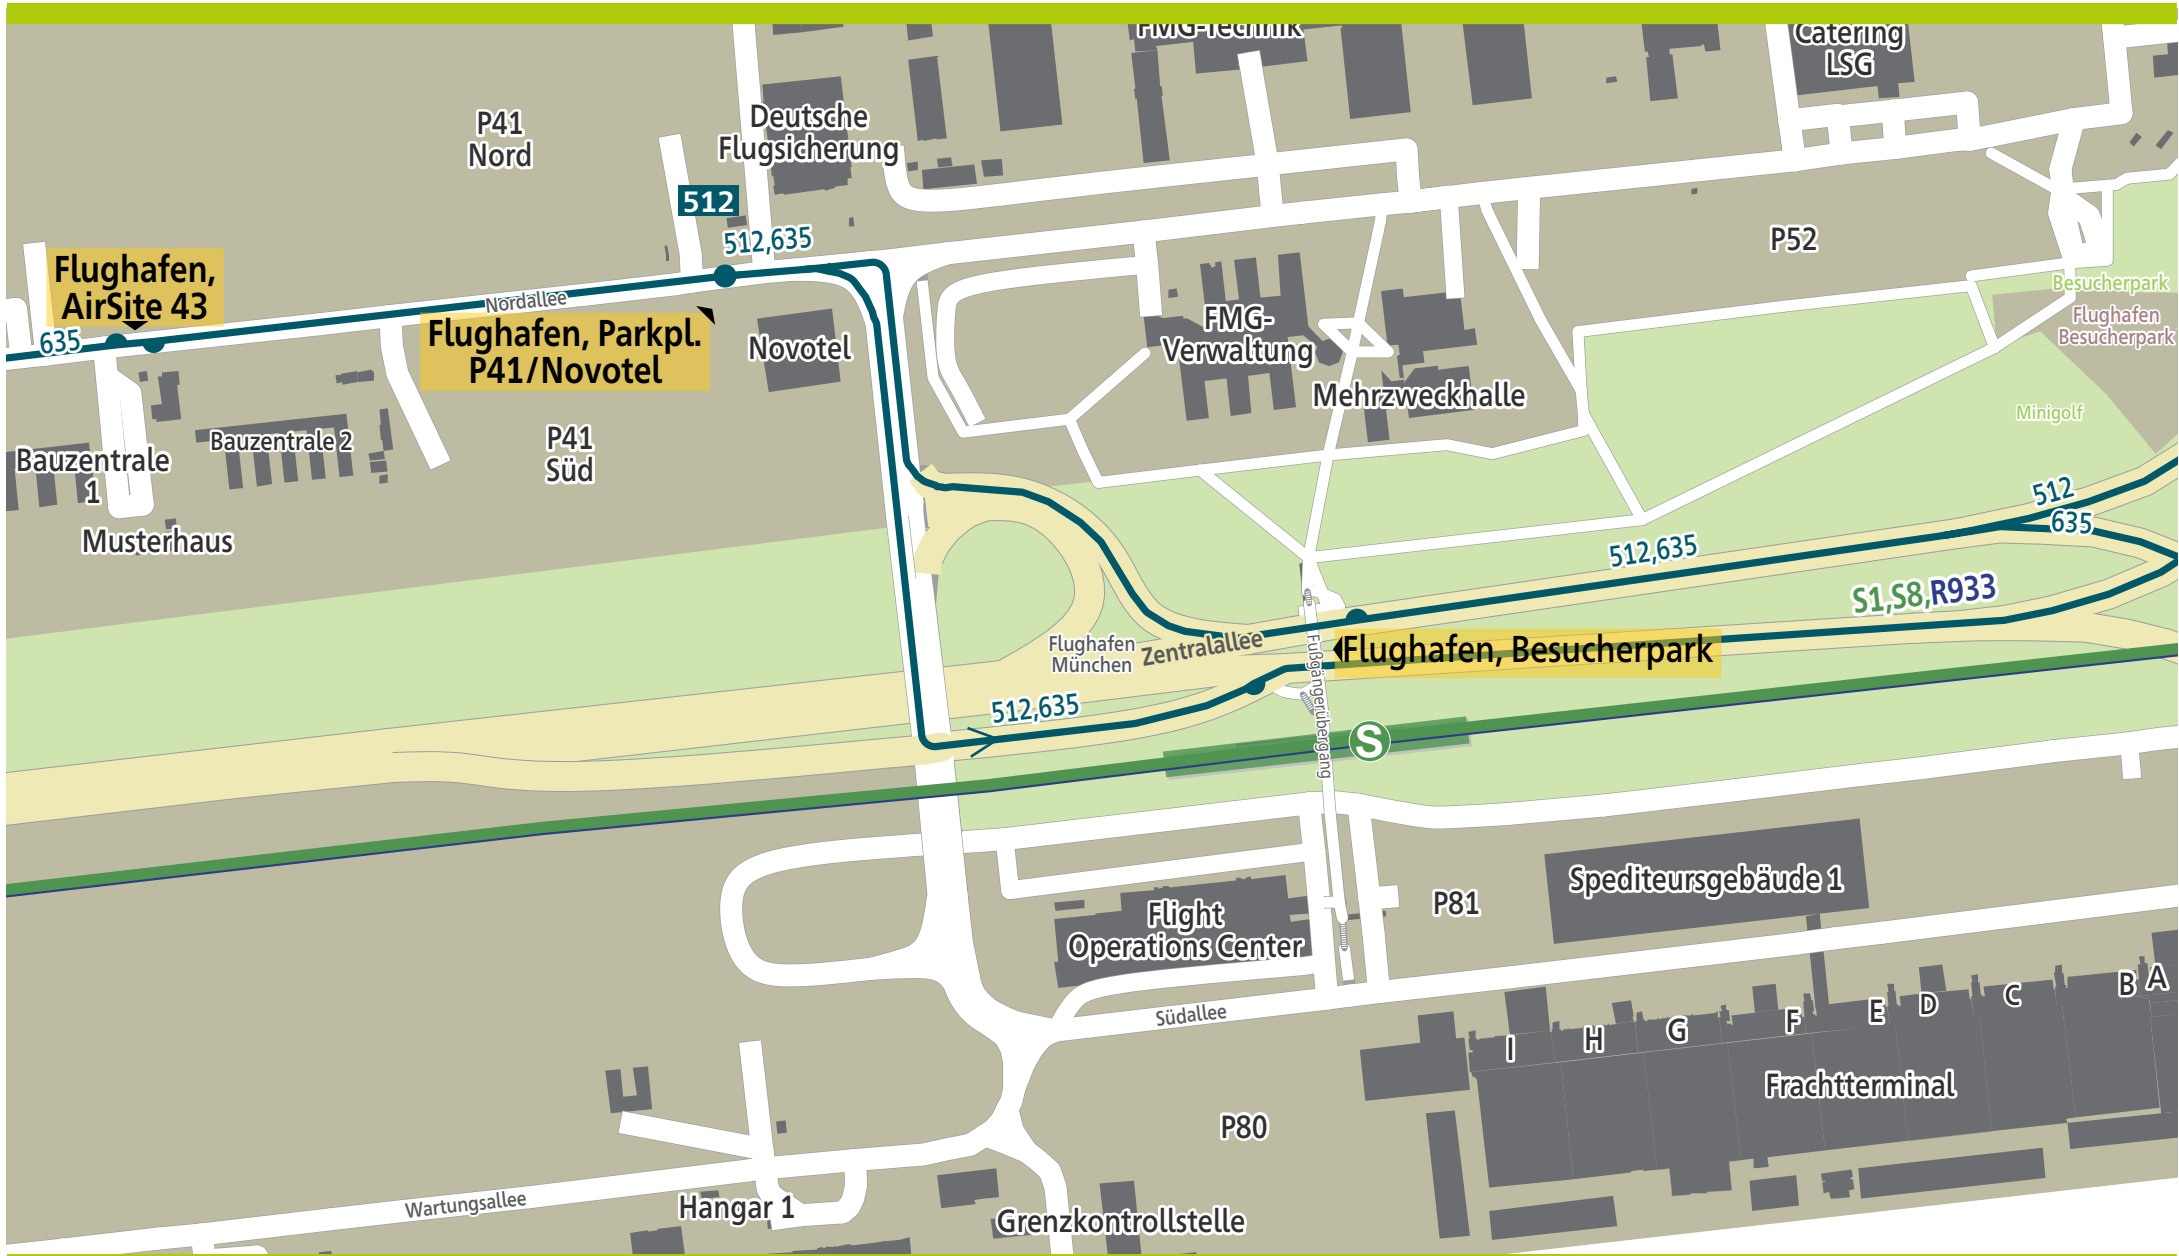 FMG-Technik
Catering
LSG
P41
Nord
Deutsche
Flugsicherung
512
512,635
P52
Flughafen,
AirSite 43
635
Nordallee
Flughafen, Parkpl.
P41/Novotel
Novotel
FMG-
Verwaltung
Mehrzweckhalle
Besucherpark
Flughafen
Besucherpark
Minigolf
Bauzentrale
1
Bauzentrale 2
P41
Süd
Musterhaus
512
635
512,635
S1,S8,R933
Flughafen
München
Zentralallee
Fußgängerübergang
Flughafen, Besucherpark
512,635
S
Flight
Operations Center
P81
Spediteursgebäude 1
Südallee
I
H
G
F
E
D
C
B
A
Frachtterminal
P80
Wartungsallee
Hangar 1
Grenzkontrollstelle